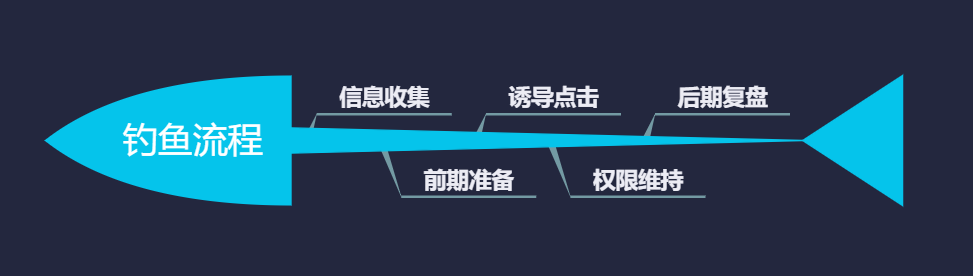 钓鱼流程
信息收集
诱导点击
后期复盘
前期准备
权限维持